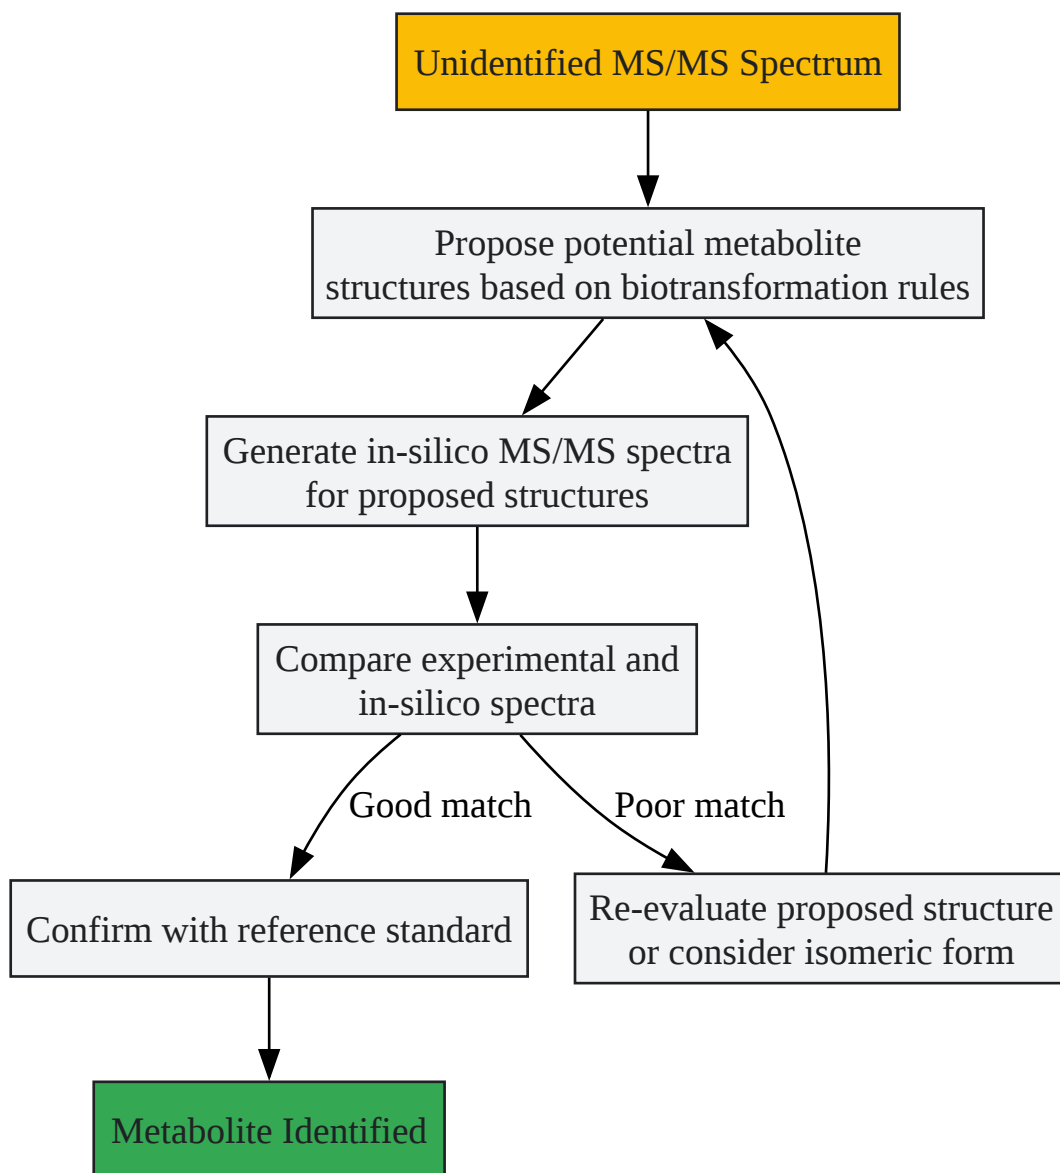 Unidentified MS/MS Spectrum
Propose potential metabolite
structures based on biotransformation rules
Generate in-silico MS/MS spectra
for proposed structures
Compare experimental and
in-silico spectra
Good match
Poor match
Confirm with reference standard
Re-evaluate proposed structure
or consider isomeric form
Metabolite Identified